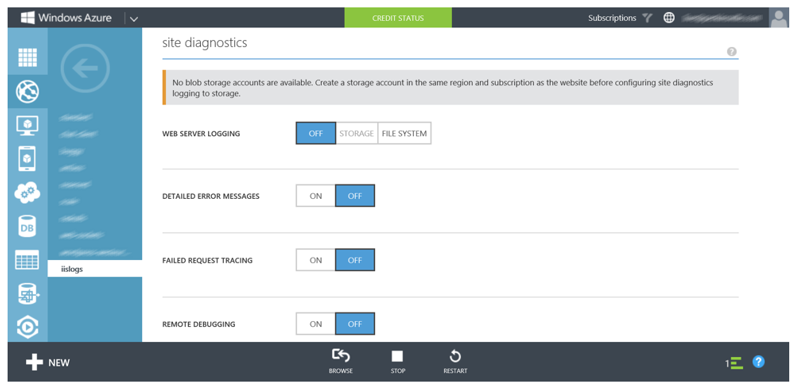 Windows Azure
CREDIT STATUS
Subscriptions
site diagnostics
?
No blob storage accounts are available. Create a storage account in the same region and subscription as the website before configuring site diagnostics
logging to storage.
WEB SERVER LOGGING
OFF STORAGE FILE SYSTEM
DETAILED ERROR MESSAGES
ON OFF
DB
FAILED REQUEST TRACING
ON OFF
iislogs
REMOTE DEBUGGING
ON OFF
NEW
BROWSE
STOP
RESTART
1
?